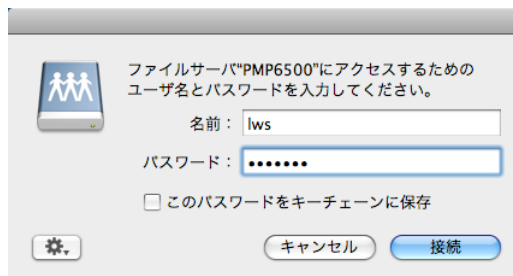 ファイルサーバ“PMP6500”にアクセスするための
ユーザ名とパスワードを入力してください。
名前： lws
パスワード： •••••••
このパスワードをキーチェーンに保存
キャンセル 接続